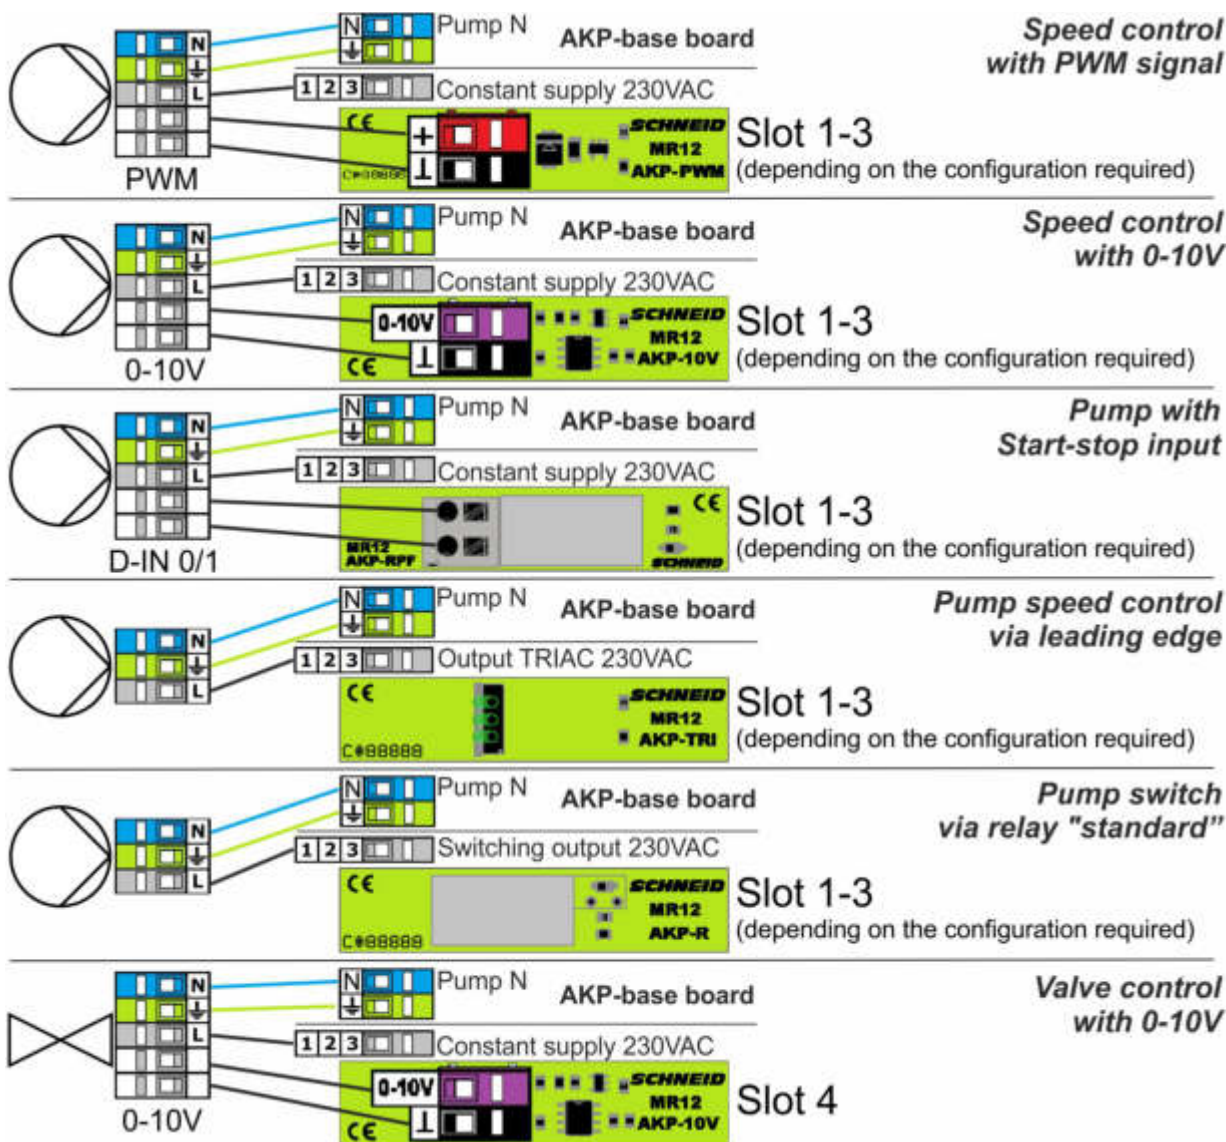 N Pump N
AKP-base board
Speed control
with PWM signal
N
L
1 2 3 Constant supply 230VAC
PWM
CE
+
⊥
SCHNEID
MR12
AKP-PWM
Slot 1-3
(depending on the configuration required)
N Pump N
AKP-base board
Speed control
with 0-10V
N
L
1 2 3 Constant supply 230VAC
0-10V
0-10V
⊥
CE
SCHNEID
MR12
AKP-10V
Slot 1-3
(depending on the configuration required)
N Pump N
AKP-base board
Pump with
Start-stop input
N
L
1 2 3 Constant supply 230VAC
D-IN 0/1
CE
MR12
AKP-RPF
SCHNEID
Slot 1-3
(depending on the configuration required)
N Pump N
AKP-base board
Pump speed control
via leading edge
N
L
1 2 3 Output TRIAC 230VAC
CE
C#88888
SCHNEID
MR12
AKP-TRI
Slot 1-3
(depending on the configuration required)
N Pump N
AKP-base board
Pump switch
via relay "standard”
N
L
1 2 3 Switching output 230VAC
CE
C#88888
SCHNEID
MR12
AKP-R
Slot 1-3
(depending on the configuration required)
N Pump N
AKP-base board
Valve control
with 0-10V
N
L
1 2 3 Constant supply 230VAC
0-10V
0-10V
⊥
CE
SCHNEID
MR12
AKP-10V
Slot 4